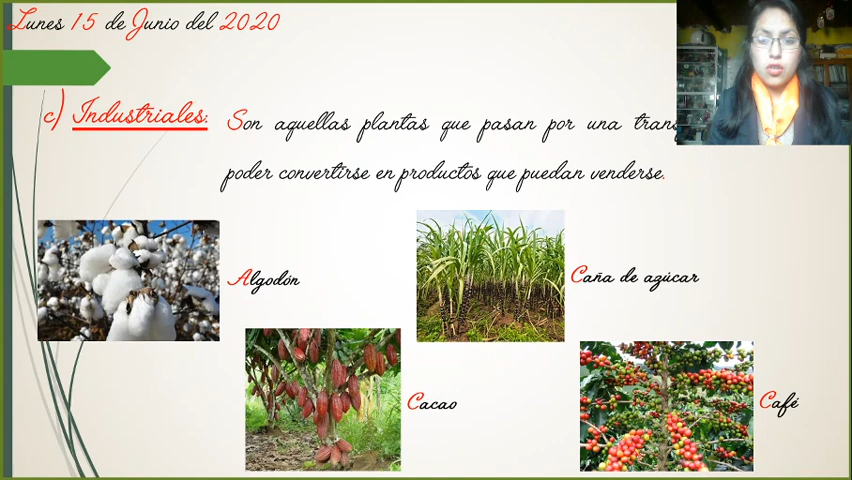 Lunes 15 de Junio del 2020
c) Industriales: Son aquellas plantas que pasan por una
poder convertirse en productos que puedan venderse.
Algodón
Caña de azúcar
Cacao
Café